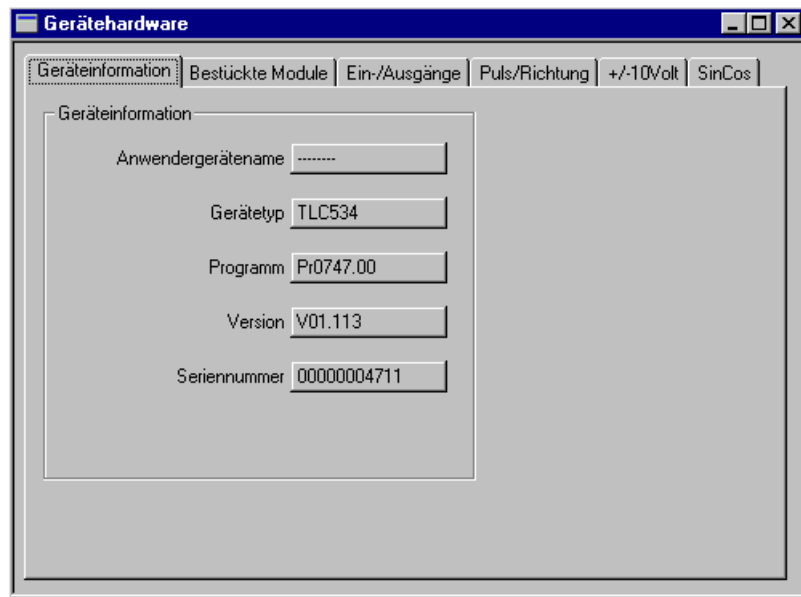 Gerätehardware
Geräteinformation Bestückte Module Ein-/Ausgänge Puls/Richtung +/-10Volt SinCos
Geräteinformation
Anwendergerätename --------
Gerätetyp TLC534
Programm Pr0747.00
Version V01.113
Seriennummer 00000004711